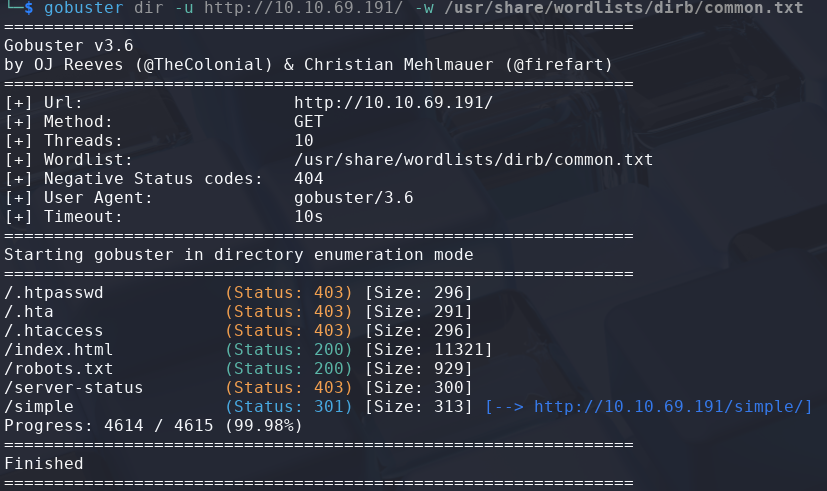 └─$ gobuster dir -u http://10.10.69.191/ -w /usr/share/wordlists/dirb/common.txt
===============================================================
Gobuster v3.6
by OJ Reeves (@TheColonial) & Christian Mehlmauer (@firefart)
===============================================================
[+] Url:                     http://10.10.69.191/
[+] Method:                  GET
[+] Threads:                 10
[+] Wordlist:                /usr/share/wordlists/dirb/common.txt
[+] Negative Status codes:   404
[+] User Agent:              gobuster/3.6
[+] Timeout:                 10s
===============================================================
Starting gobuster in directory enumeration mode
===============================================================
/.htpasswd            (Status: 403) [Size: 296]
/.hta                 (Status: 403) [Size: 291]
/.htaccess            (Status: 403) [Size: 296]
/index.html           (Status: 200) [Size: 11321]
/robots.txt           (Status: 200) [Size: 929]
/server-status        (Status: 403) [Size: 300]
/simple               (Status: 301) [Size: 313] [--> http://10.10.69.191/simple/]
Progress: 4614 / 4615 (99.98%)
===============================================================
Finished
===============================================================